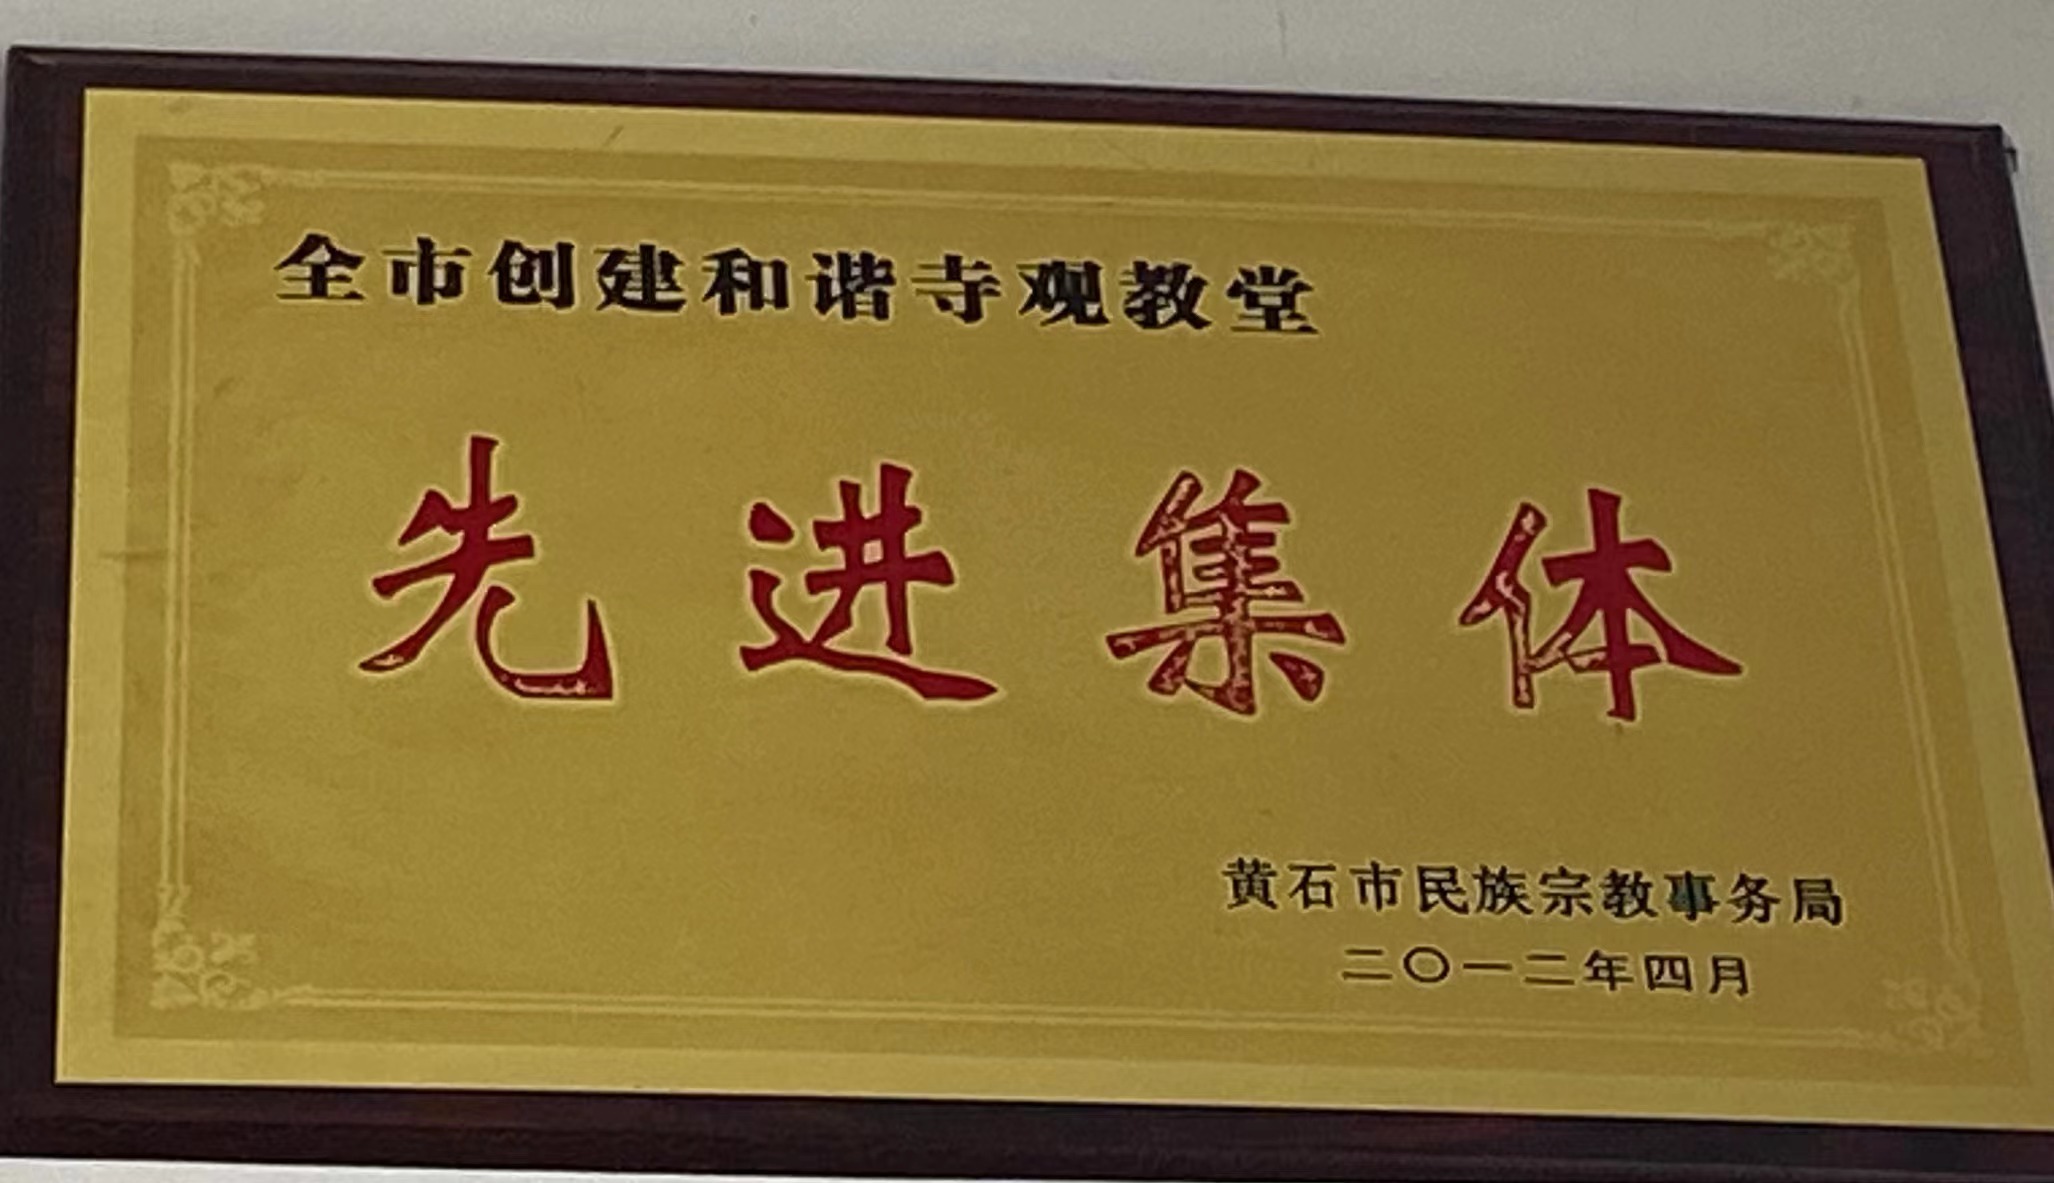 全市创建和谐寺观教堂
先进集体
黄石市民族宗教事务局
二〇一二年四月